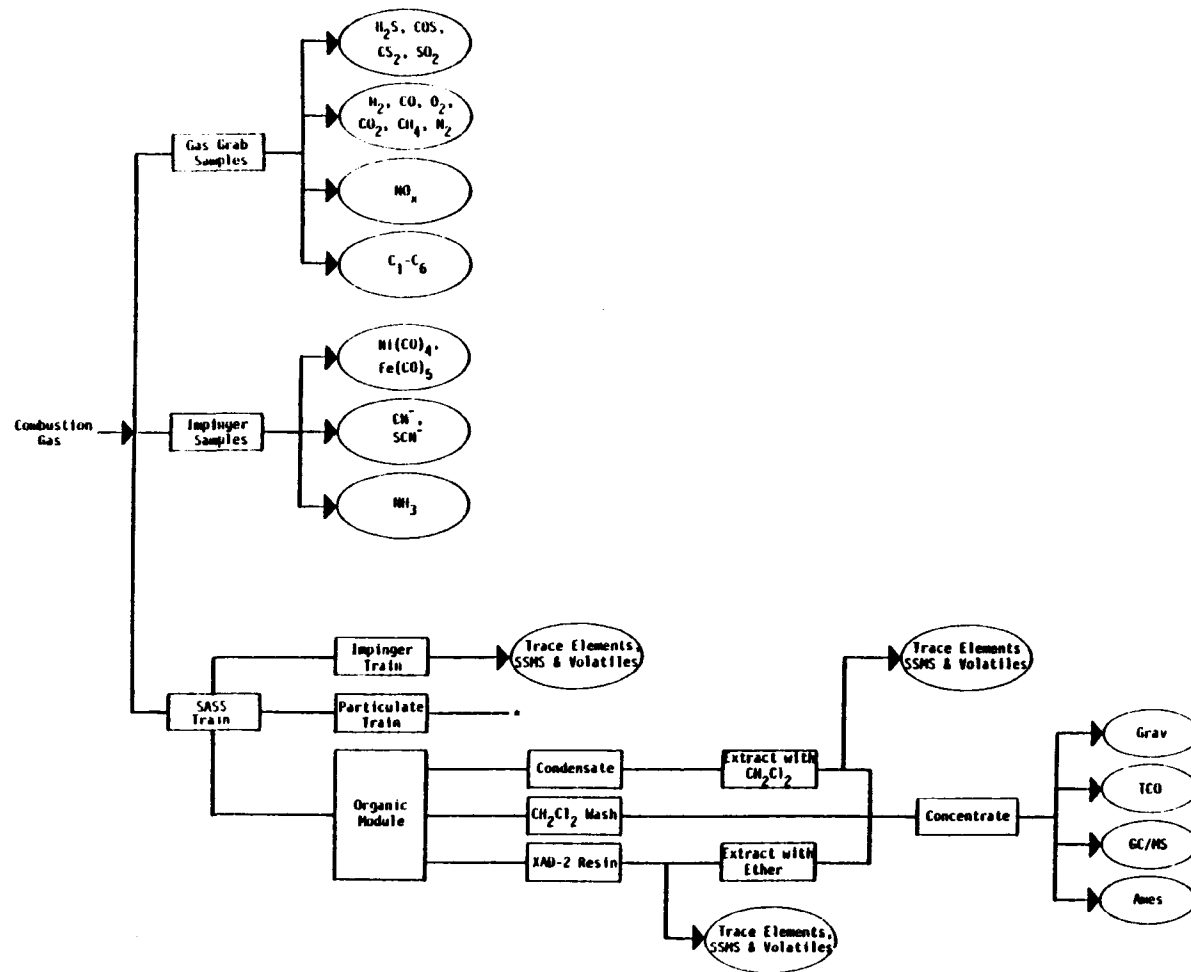 H₂S, COS,
CS₂, SO₂
H₂, CO, O₂,
CO₂, CH₄, N₂
Gas Grab
Samples
NOₓ
C₁-C₆
Ni(CO)₄,
Fe(CO)₅
Combustion
Gas
Impinger
Samples
CN⁻,
SCN⁻
NH₃
Impinger
Train
Trace Elements,
SSMS & Volatiles
Trace Elements
SSMS & Volatiles
SASS
Train
Particulate
Train
*
Organic
Module
Condensate
Extract with
CH₂Cl₂
CH₂Cl₂ Wash
XAD-2 Resin
Extract with
Ether
Trace Elements,
SSMS & Volatiles
Concentrate
Grav
TCO
GC/MS
Ames